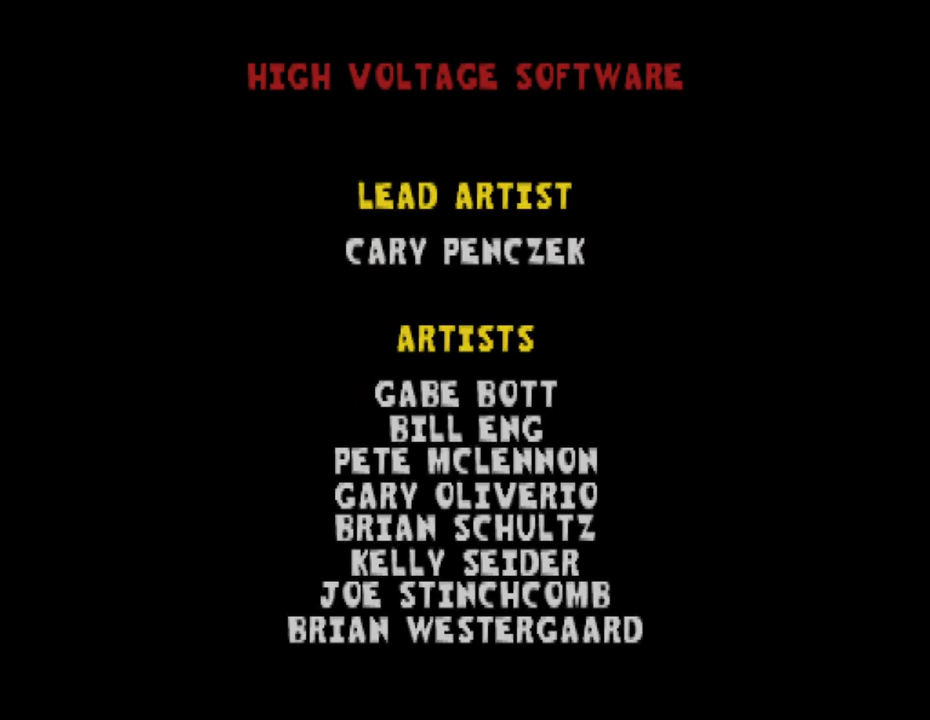 HIGH VOLTAGE SOFTWARE
LEAD ARTIST
CARY PENCZEK
ARTISTS
GABE BOTT
BILL ENG
PETE MCLENNON
GARY OLIVERIO
BRIAN SCHULTZ
KELLY SEIDER
JOE STINCHCOMB
BRIAN WESTERGAARD